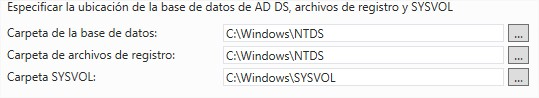 Especificar la ubicación de la base de datos de AD DS, archivos de registro y SYSVOL
Carpeta de la base de datos: C:\Windows\NTDS ...
Carpeta de archivos de registro: C:\Windows\NTDS ...
Carpeta SYSVOL: C:\Windows\SYSVOL ...